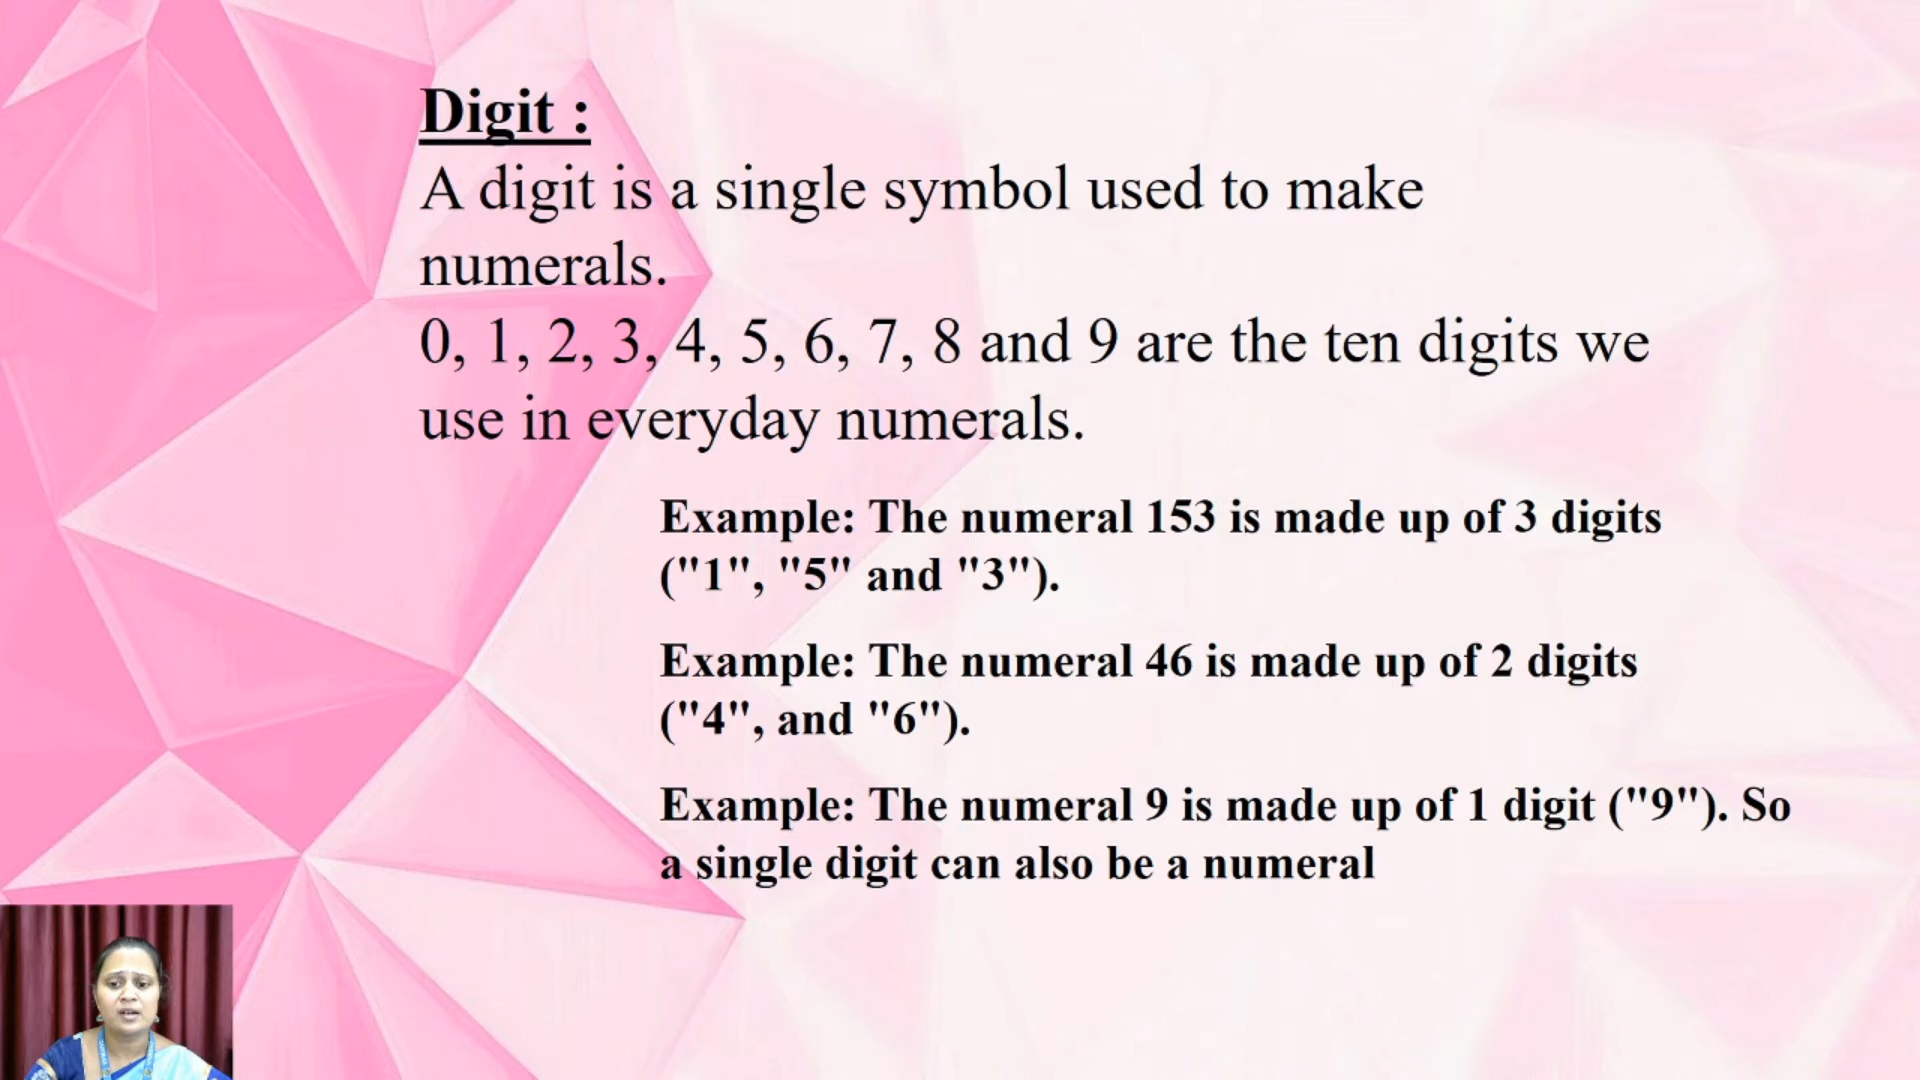 Digit :
A digit is a single symbol used to make
numerals.
0, 1, 2, 3, 4, 5, 6, 7, 8 and 9 are the ten digits we
use in everyday numerals.
Example: The numeral 153 is made up of 3 digits
("1", "5" and "3").
Example: The numeral 46 is made up of 2 digits
("4", and "6").
Example: The numeral 9 is made up of 1 digit ("9"). So
a single digit can also be a numeral